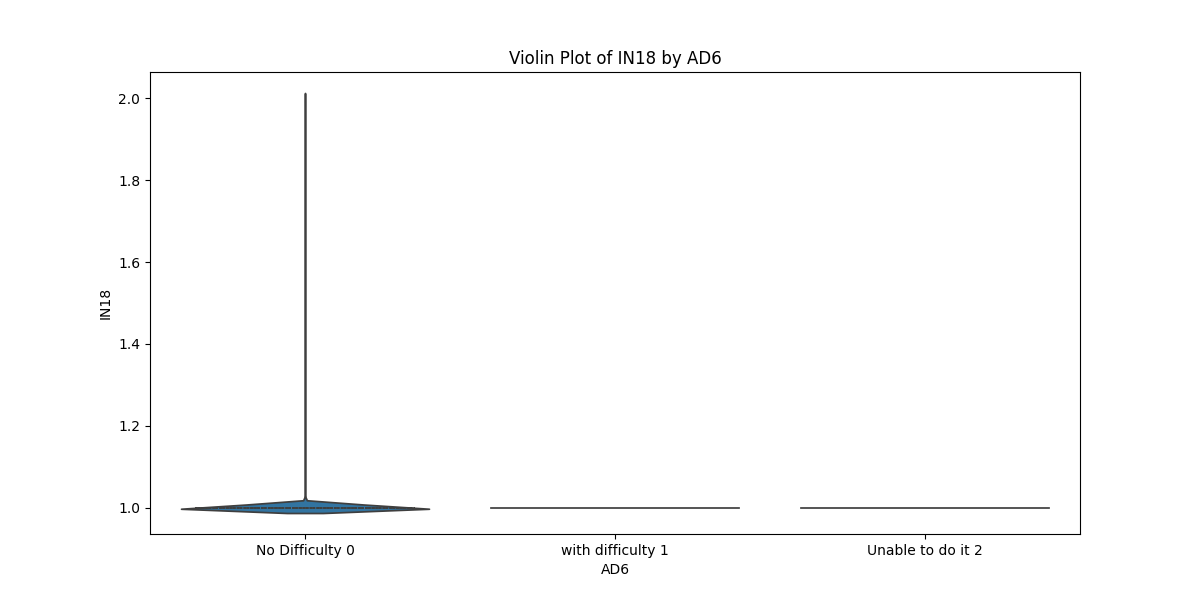 Violin Plot of IN18 by AD6
2.0
1.8
1.6
1.4
1.2
1.0
IN18
No Difficulty 0
with difficulty 1
Unable to do it 2
AD6